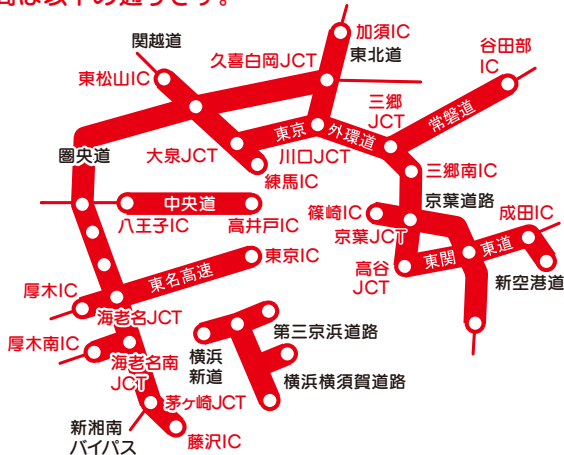 間は以下の通りです。
関越道
加須IC
東北道
久喜白岡JCT
谷田部
IC
東松山IC
三郷
JCT
常磐道
東京
外環道
圏央道
大泉JCT
川口JCT
練馬IC
三郷南IC
中央道
京葉道路
篠崎IC
成田IC
八王子IC
高井戸IC
京葉JCT
東京IC
東関
東道
高谷
JCT
東名高速
新空港道
厚木IC
海老名JCT
第三京浜道路
厚木南IC
海老名南
JCT
横浜
新道
横浜横須賀道路
茅ヶ崎JCT
新湘南
バイパス
藤沢IC